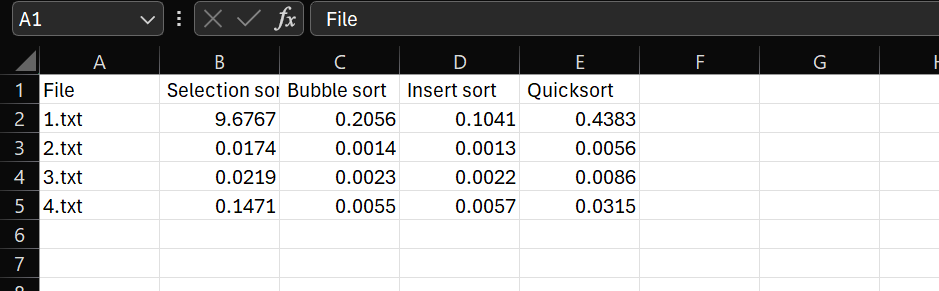 A1 fx File
A B C D E F G H
1 File Selection sor Bubble sort Insert sort Quicksort
2 1.txt 9.6767 0.2056 0.1041 0.4383
3 2.txt 0.0174 0.0014 0.0013 0.0056
4 3.txt 0.0219 0.0023 0.0022 0.0086
5 4.txt 0.1471 0.0055 0.0057 0.0315
6
7